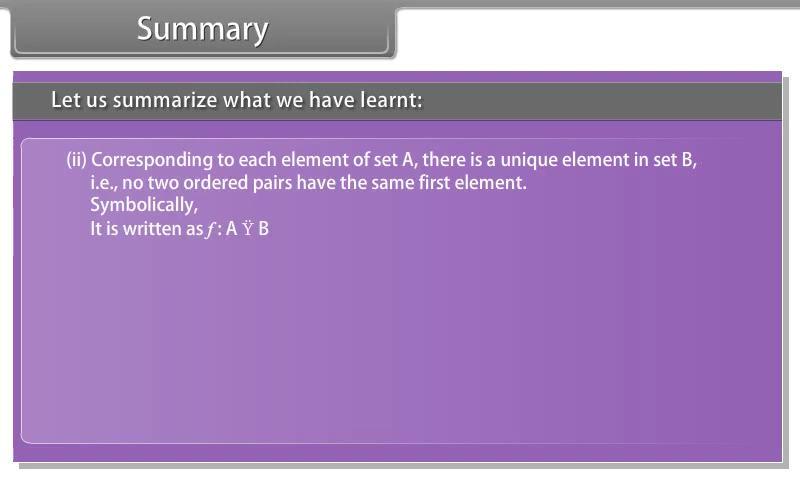 Summary
Let us summarize what we have learnt:
(ii) Corresponding to each element of set A, there is a unique element in set B,
i.e., no two ordered pairs have the same first element.
Symbolically,
It is written as f : A Ÿ B